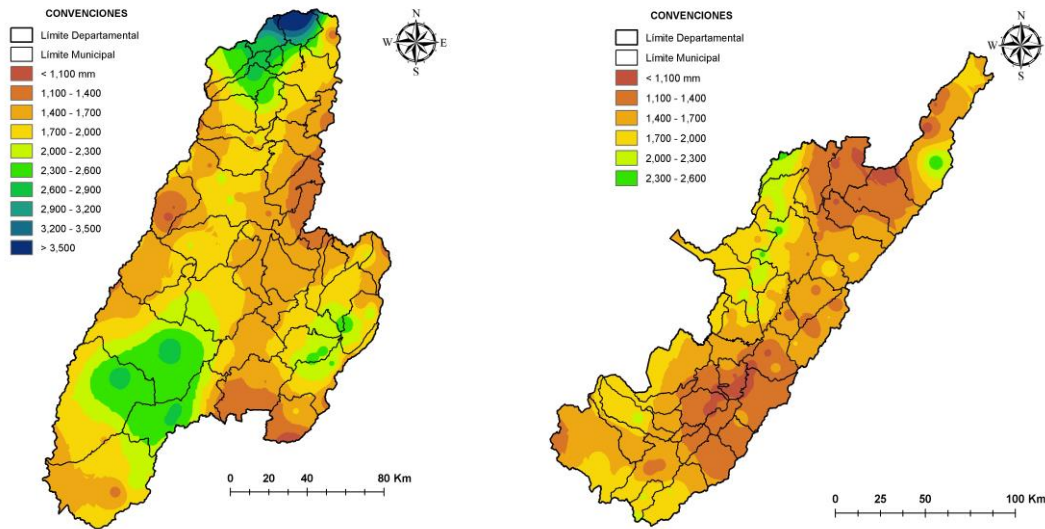 CONVENCIONES
Límite Departamental
Límite Municipal
< 1,100 mm
1,100 - 1,400
1,400 - 1,700
1,700 - 2,000
2,000 - 2,300
2,300 - 2,600
2,600 - 2,900
2,900 - 3,200
3,200 - 3,500
> 3,500
N
W E
S
0 20 40 60 80 Km
CONVENCIONES
Límite Departamental
Límite Municipal
< 1,100 mm
1,100 - 1,400
1,400 - 1,700
1,700 - 2,000
2,000 - 2,300
2,300 - 2,600
N
W E
S
0 25 50 100 Km